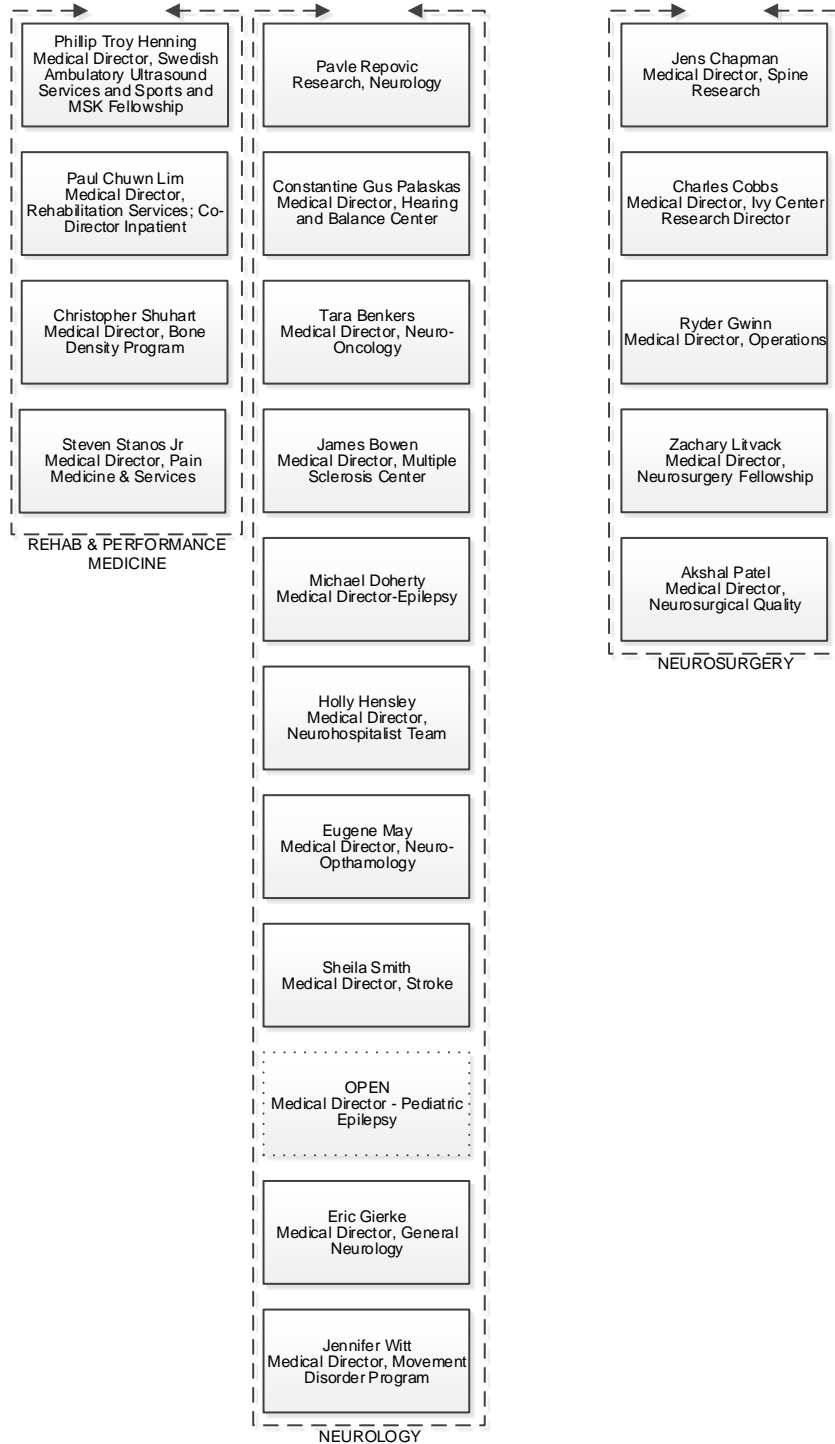 Phillip Troy Henning
Medical Director, Swedish
Ambulatory Ultrasound
Services and Sports and
MSK Fellowship
Paul Chuwn Lim
Medical Director,
Rehabilitation Services; Co-
Director Inpatient
Christopher Shuhart
Medical Director, Bone
Density Program
Steven Stanos Jr
Medical Director, Pain
Medicine & Services
REHAB & PERFORMANCE
MEDICINE
Pavle Repovic
Research, Neurology
Constantine Gus Palaskas
Medical Director, Hearing
and Balance Center
Tara Benkers
Medical Director, Neuro-
Oncology
James Bowen
Medical Director, Multiple
Sclerosis Center
Michael Doherty
Medical Director-Epilepsy
Holly Hensley
Medical Director,
Neurohospitalist Team
Eugene May
Medical Director, Neuro-
Opthamology
Sheila Smith
Medical Director, Stroke
OPEN
Medical Director - Pediatric
Epilepsy
Eric Gierke
Medical Director, General
Neurology
Jennifer Witt
Medical Director, Movement
Disorder Program
NEUROLOGY
Jens Chapman
Medical Director, Spine
Research
Charles Cobbs
Medical Director, Ivy Center
Research Director
Ryder Gwinn
Medical Director, Operations
Zachary Litvack
Medical Director,
Neurosurgery Fellowship
Akshal Patel
Medical Director,
Neurosurgical Quality
NEUROSURGERY